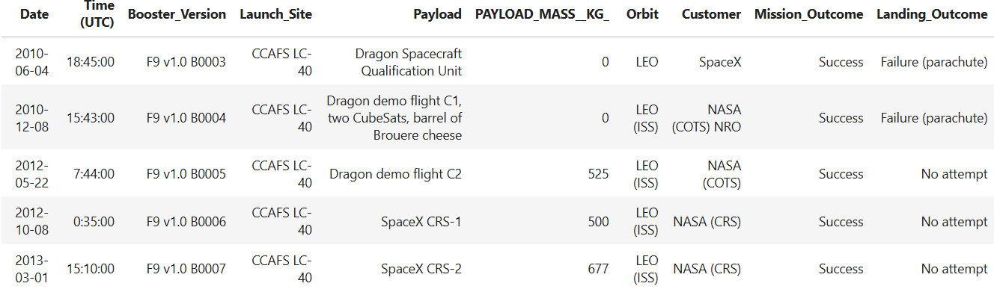 Date Time (UTC) Booster_Version Launch_Site Payload PAYLOAD_MASS__KG_ Orbit Customer Mission_Outcome Landing_Outcome
2010-06-04 18:45:00 F9 v1.0 B0003 CCAFS LC-40 Dragon Spacecraft Qualification Unit 0 LEO SpaceX Success Failure (parachute)
2010-12-08 15:43:00 F9 v1.0 B0004 CCAFS LC-40 Dragon demo flight C1, two CubeSats, barrel of Brouere cheese 0 LEO (ISS) NASA (COTS) NRO Success Failure (parachute)
2012-05-22 7:44:00 F9 v1.0 B0005 CCAFS LC-40 Dragon demo flight C2 525 LEO (ISS) NASA (COTS) Success No attempt
2012-10-08 0:35:00 F9 v1.0 B0006 CCAFS LC-40 SpaceX CRS-1 500 LEO (ISS) NASA (CRS) Success No attempt
2013-03-01 15:10:00 F9 v1.0 B0007 CCAFS LC-40 SpaceX CRS-2 677 LEO (ISS) NASA (CRS) Success No attempt